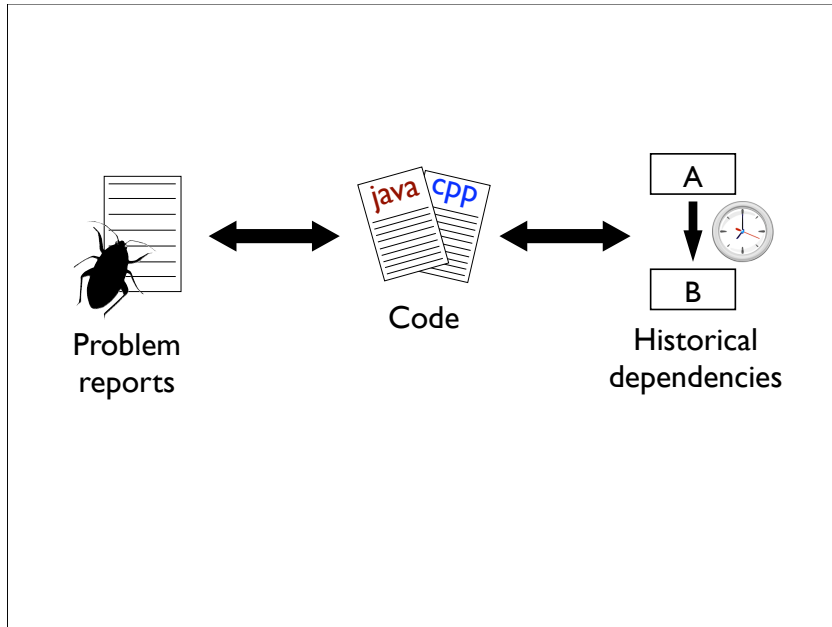 java
cpp
A
B
Problem
reports
Code
Historical
dependencies